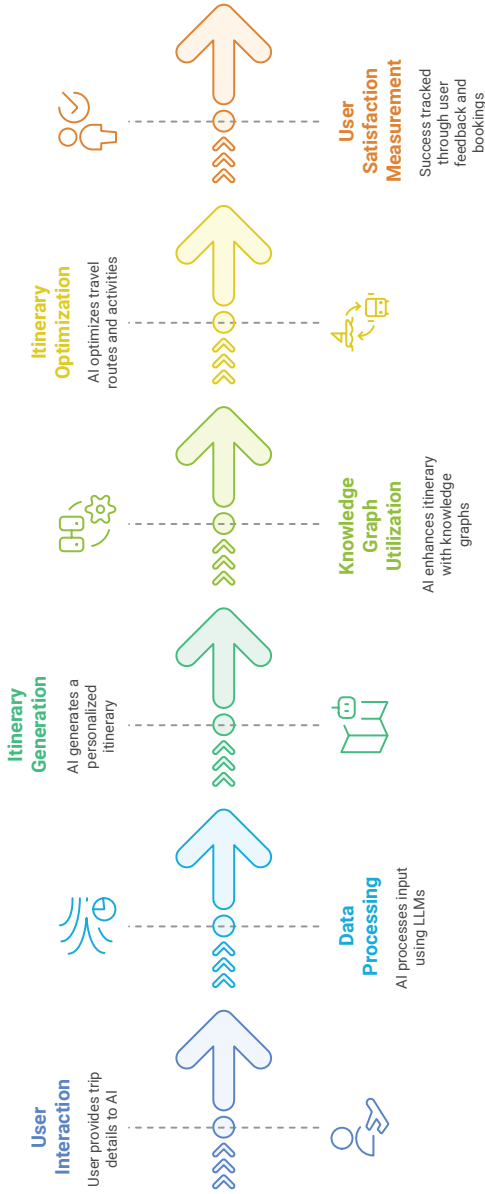 User
Interaction
User provides trip
details to AI
Data
Processing
AI processes input
using LLMs
Itinerary
Generation
AI generates a
personalized
itinerary
Knowledge
Graph
Utilization
AI enhances itinerary
with knowledge
graphs
Itinerary
Optimization
AI optimizes travel
routes and activities
User
Satisfaction
Measurement
Success tracked
through user
feedback and
bookings